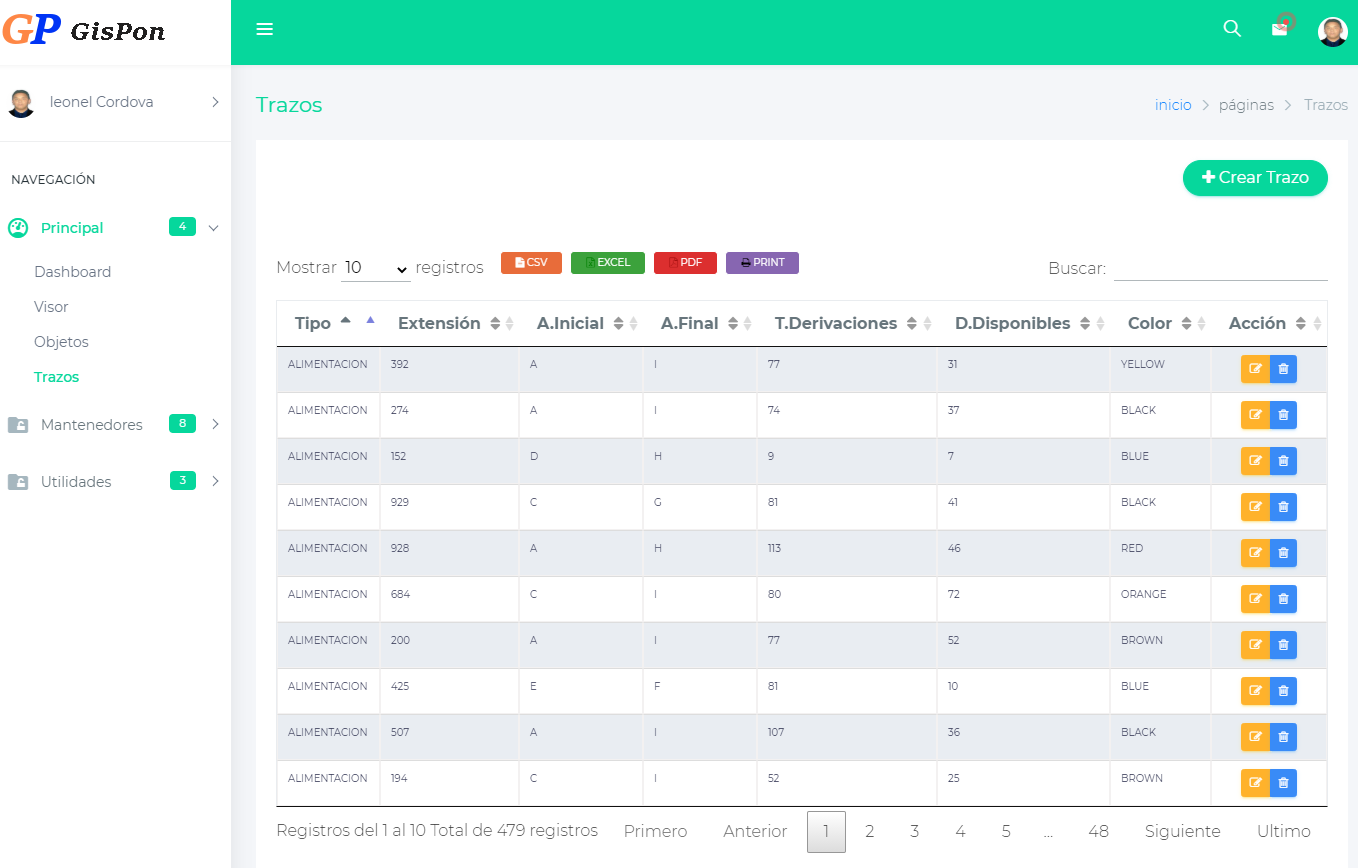 GP GisPon
leonel Cordova
Trazos
inicio > páginas > Trazos
NAVEGACIÓN
Crear Trazo
Principal 4
Dashboard
Visor
Objetos
Trazos
Mantenedores 8
Utilidades 3
Mostrar 10 registros CSV EXCEL PDF PRINT Buscar:
Tipo Extensión A.Inicial A.Final T.Derivaciones D.Disponibles Color Acción
ALIMENTACION 392 A I 77 31 YELLOW
ALIMENTACION 274 A I 74 37 BLACK
ALIMENTACION 152 D H 9 7 BLUE
ALIMENTACION 929 C G 81 41 BLACK
ALIMENTACION 928 A H 113 46 RED
ALIMENTACION 684 C I 80 72 ORANGE
ALIMENTACION 200 A I 77 52 BROWN
ALIMENTACION 425 E F 81 10 BLUE
ALIMENTACION 507 A I 107 36 BLACK
ALIMENTACION 194 C I 52 25 BROWN
Registros del 1 al 10 Total de 479 registros Primero Anterior 1 2 3 4 5 ... 48 Siguiente Ultimo